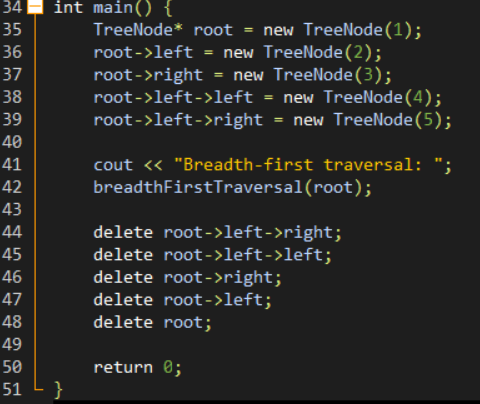 34 int main() {
35 TreeNode* root = new TreeNode(1);
36 root->left = new TreeNode(2);
37 root->right = new TreeNode(3);
38 root->left->left = new TreeNode(4);
39 root->left->right = new TreeNode(5);
40
41 cout << "Breadth-first traversal: ";
42 breadthFirstTraversal(root);
43
44 delete root->left->right;
45 delete root->left->left;
46 delete root->right;
47 delete root->left;
48 delete root;
49
50 return 0;
51 }